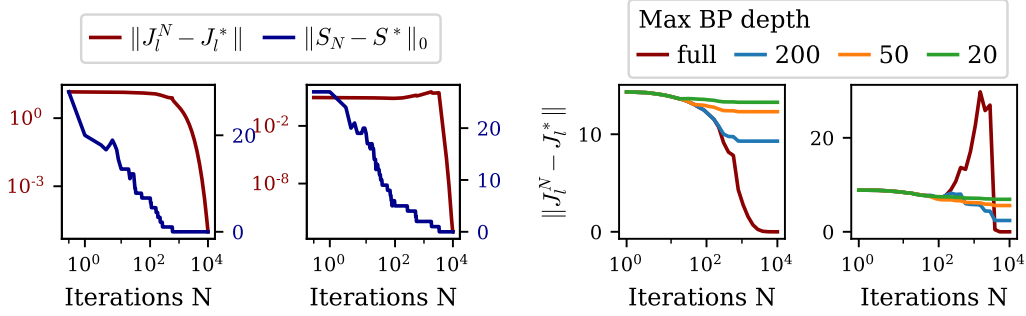 ‖J_l^N − J_l^*‖ ‖S_N − S^*‖_0
Max BP depth
full 200 50 20
10^0
10^{-3}
20
10
0
10^{-2}
10^{-8}
20
10
0
10^0 10^2 10^4
10^0 10^2 10^4
Iterations N
Iterations N
||J_l^N − J_l^*||
10
0
20
0
10^0 10^2 10^4
10^0 10^2 10^4
Iterations N
Iterations N